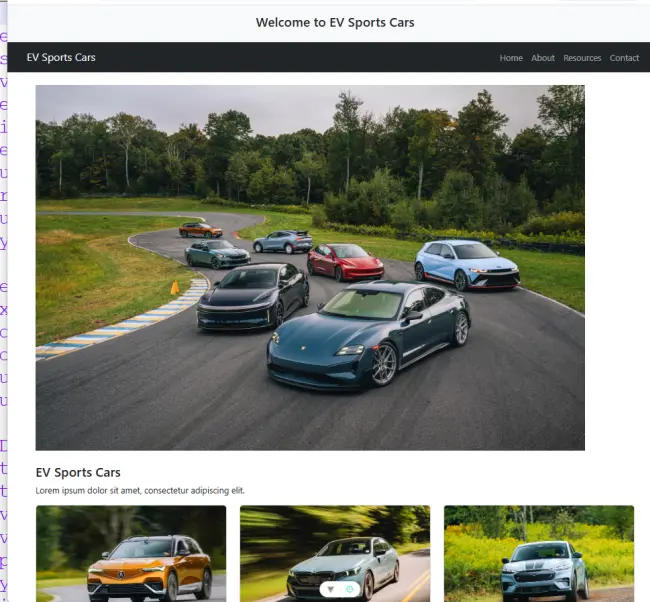 Welcome to EV Sports Cars
EV Sports Cars
Home About Resources Contact
EV Sports Cars
Lorem ipsum dolor sit amet, consectetur adipiscing elit.